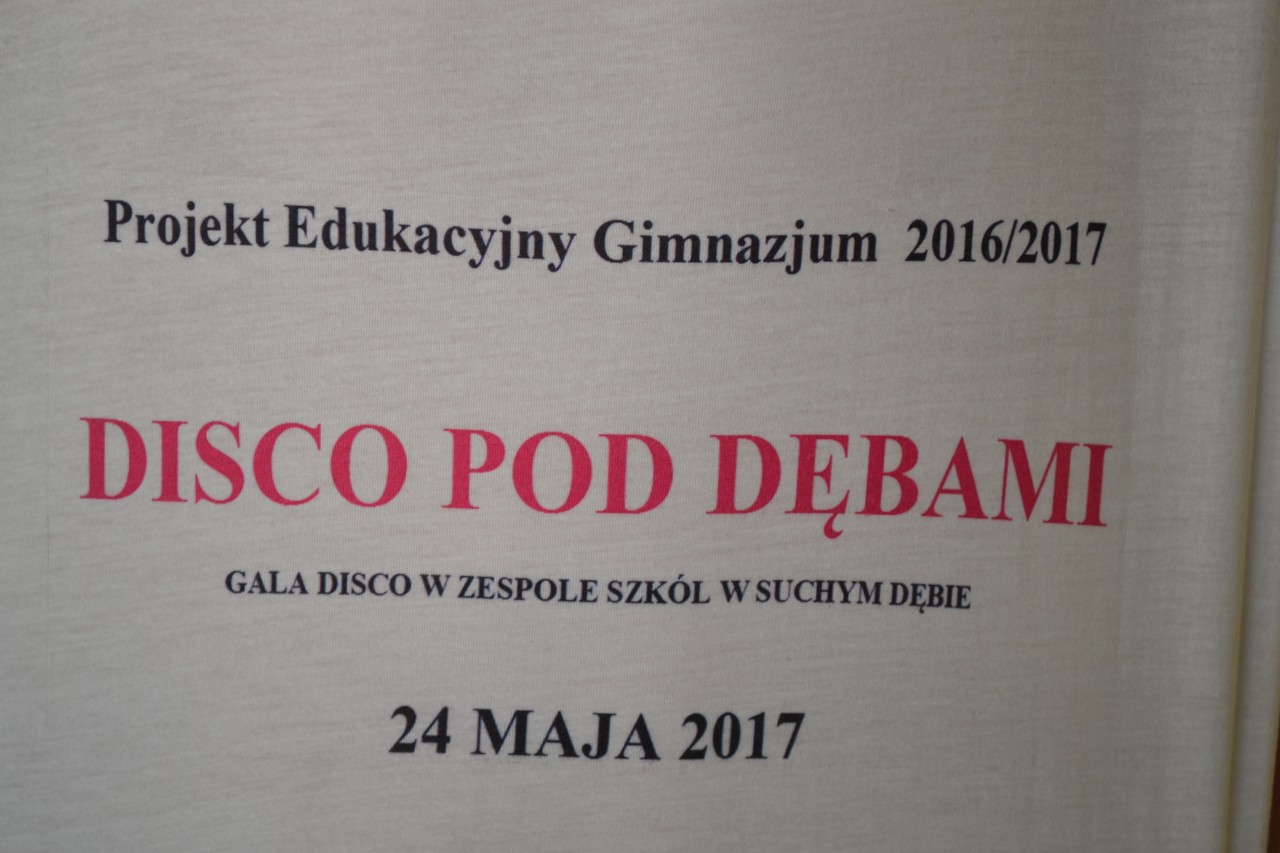 Projekt Edukacyjny Gimnazjum 2016/2017
DISCO POD DĘBAMI
GALA DISCO W ZESPOLE SZKÓL W SUCHYM DĘBIE
24 MAJA 2017